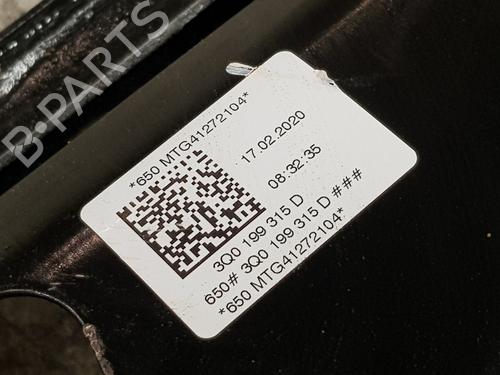 B-PARTS
*650 MTG41272104*
17.02.2020
08:32:35
3Q0 199 315 D
650# 3Q0 199 315 D ###
*650 MTG41272104*